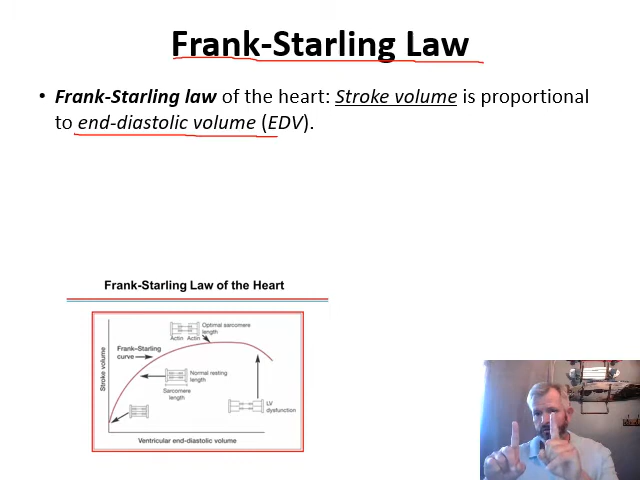 Frank-Starling Law
• Frank-Starling law of the heart: Stroke volume is proportional
to end-diastolic volume (EDV).
Frank-Starling Law of the Heart
Optimal sarcomere
length
Actin Actin
Frank–Starling
curve
Normal resting
length
Sarcomere
length
LV
dysfunction
Stroke volume
Ventricular end-diastolic volume